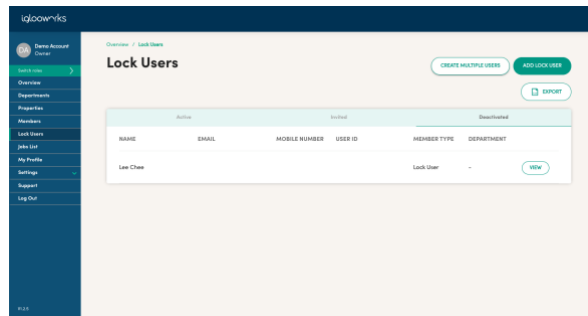 iglooworks
DA
Demo Account
Owner
Switch roles
Overview
Departments
Properties
Members
Lock Users
Jobs List
My Profile
Settings
Support
Log Out
Overview / Lock Users
Lock Users
CREATE MULTIPLE USERS ADD LOCK USER
EXPORT
Active Invited Deactivated
NAME EMAIL MOBILE NUMBER USER ID MEMBER TYPE DEPARTMENT
Lee Chee Lock User - VIEW